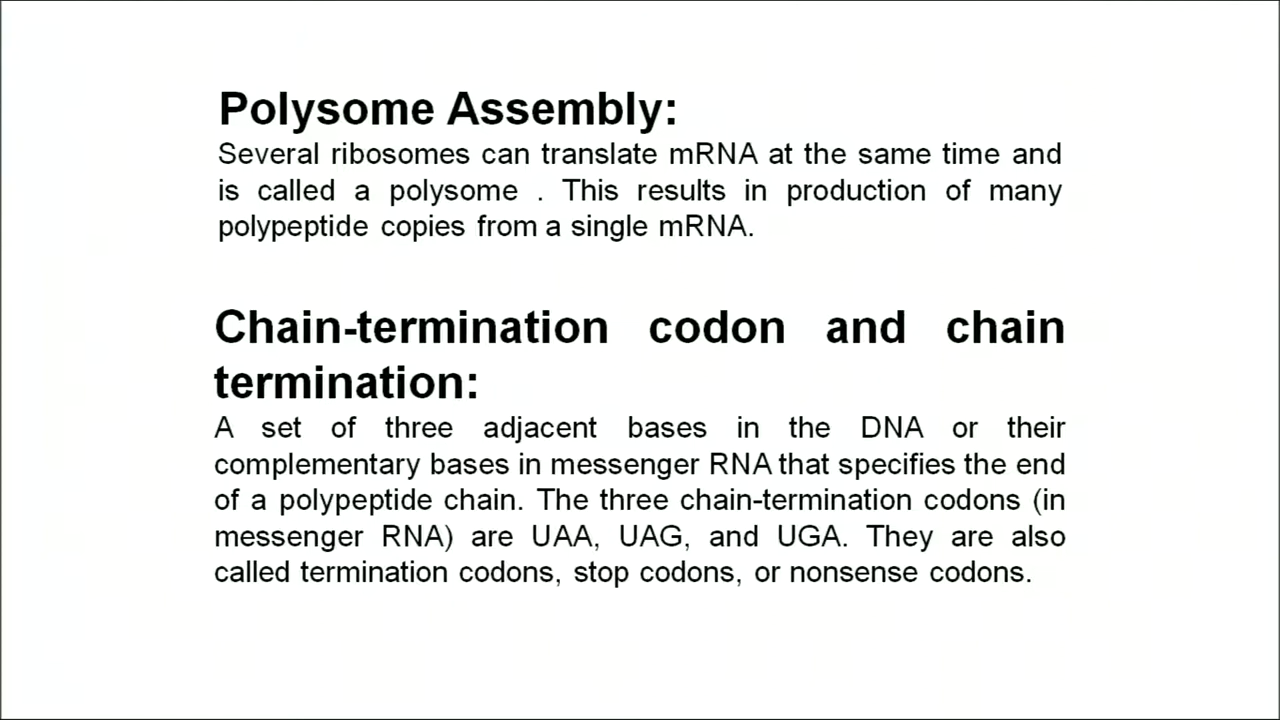 Polysome Assembly:
Several ribosomes can translate mRNA at the same time and
is called a polysome . This results in production of many
polypeptide copies from a single mRNA.
Chain-termination codon and chain
termination:
A set of three adjacent bases in the DNA or their
complementary bases in messenger RNA that specifies the end
of a polypeptide chain. The three chain-termination codons (in
messenger RNA) are UAA, UAG, and UGA. They are also
called termination codons, stop codons, or nonsense codons.